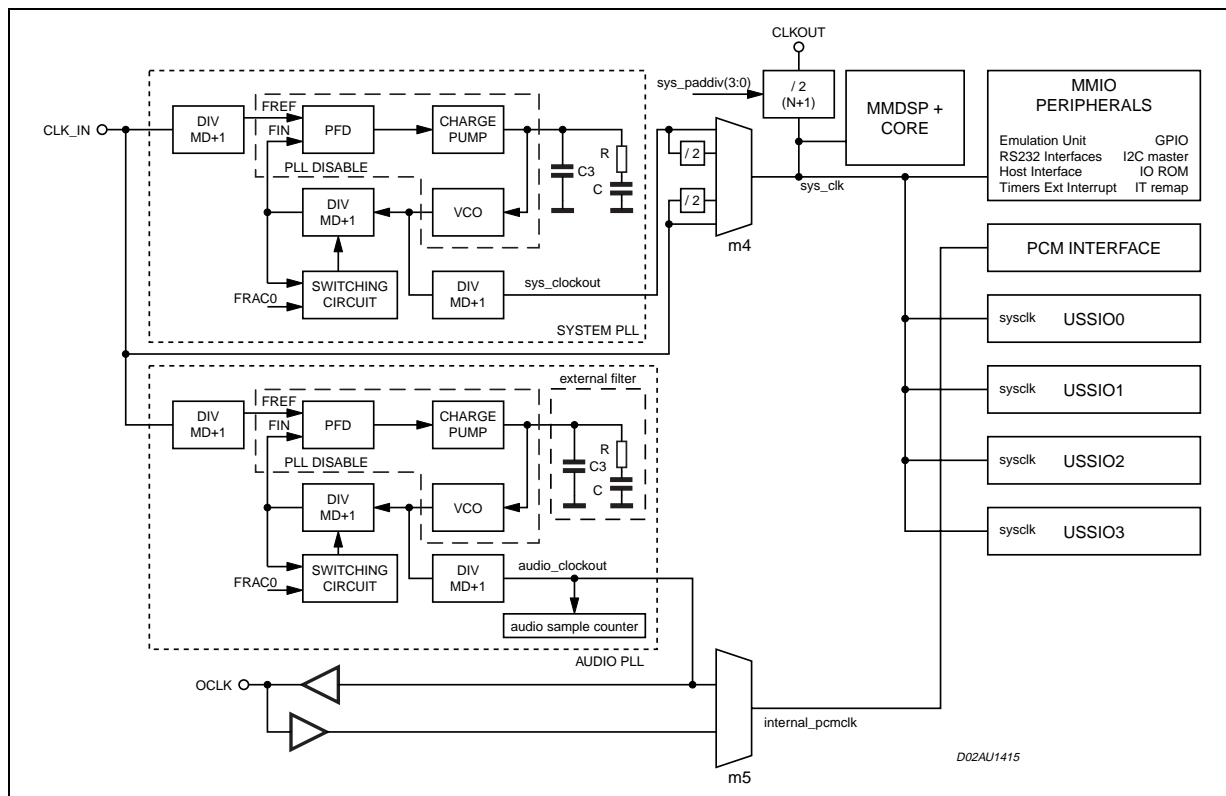 CLKOUT
sys_paddiv(3:0)
/ 2
(N+1)
MMDSP +
CORE
MMIO
PERIPHERALS
Emulation Unit GPIO
RS232 Interfaces I2C master
Host Interface IO ROM
Timers Ext Interrupt IT remap
CLK_IN
DIV
MD+1
FREF
FIN
PFD
CHARGE
PUMP
PLL DISABLE
R
C3
C
DIV
MD+1
VCO
SWITCHING
CIRCUIT
FRAC0
DIV
MD+1
sys_clockout
SYSTEM PLL
/ 2
/ 2
m4
sys_clk
PCM INTERFACE
sysclk USSIO0
sysclk USSIO1
sysclk USSIO2
sysclk USSIO3
external filter
DIV
MD+1
FREF
FIN
PFD
CHARGE
PUMP
PLL DISABLE
R
C3
C
DIV
MD+1
VCO
SWITCHING
CIRCUIT
FRAC0
DIV
MD+1
audio_clockout
audio sample counter
AUDIO PLL
OCLK
internal_pcmclk
m5
D02AU1415